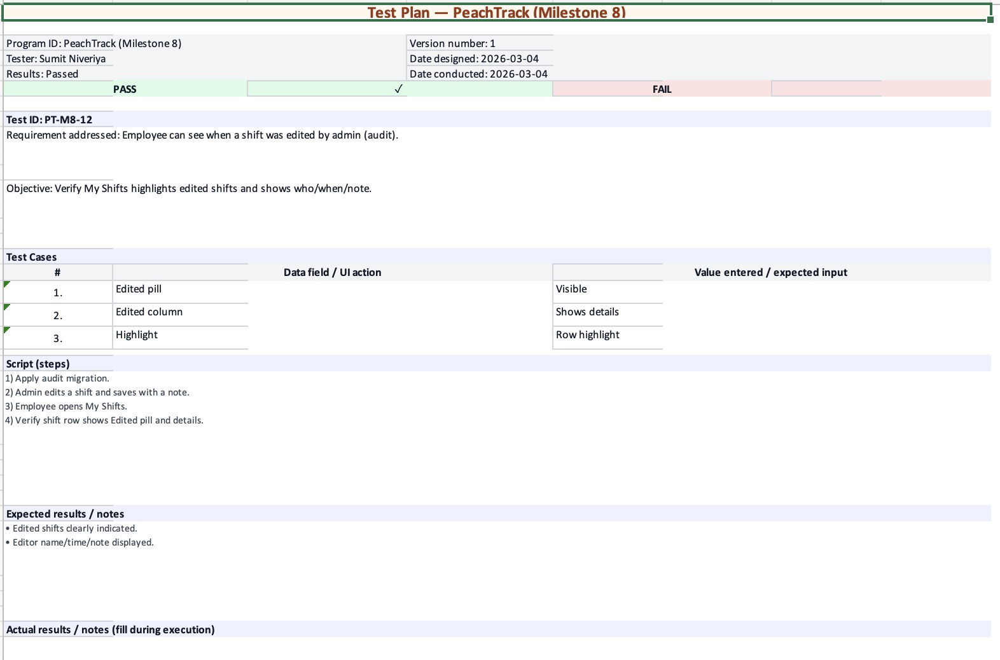 Test Plan — PeachTrack (Milestone 8)
Program ID: PeachTrack (Milestone 8) Version number: 1
Tester: Sumit Niveriya Date designed: 2026-03-04
Results: Passed Date conducted: 2026-03-04
PASS ✓ FAIL
Test ID: PT-M8-12
Requirement addressed: Employee can see when a shift was edited by admin (audit).
Objective: Verify My Shifts highlights edited shifts and shows who/when/note.
Test Cases
# Data field / UI action Value entered / expected input
1. Edited pill Visible
2. Edited column Shows details
3. Highlight Row highlight
Script (steps)
1) Apply audit migration.
2) Admin edits a shift and saves with a note.
3) Employee opens My Shifts.
4) Verify shift row shows Edited pill and details.
Expected results / notes
• Edited shifts clearly indicated.
• Editor name/time/note displayed.
Actual results / notes (fill during execution)